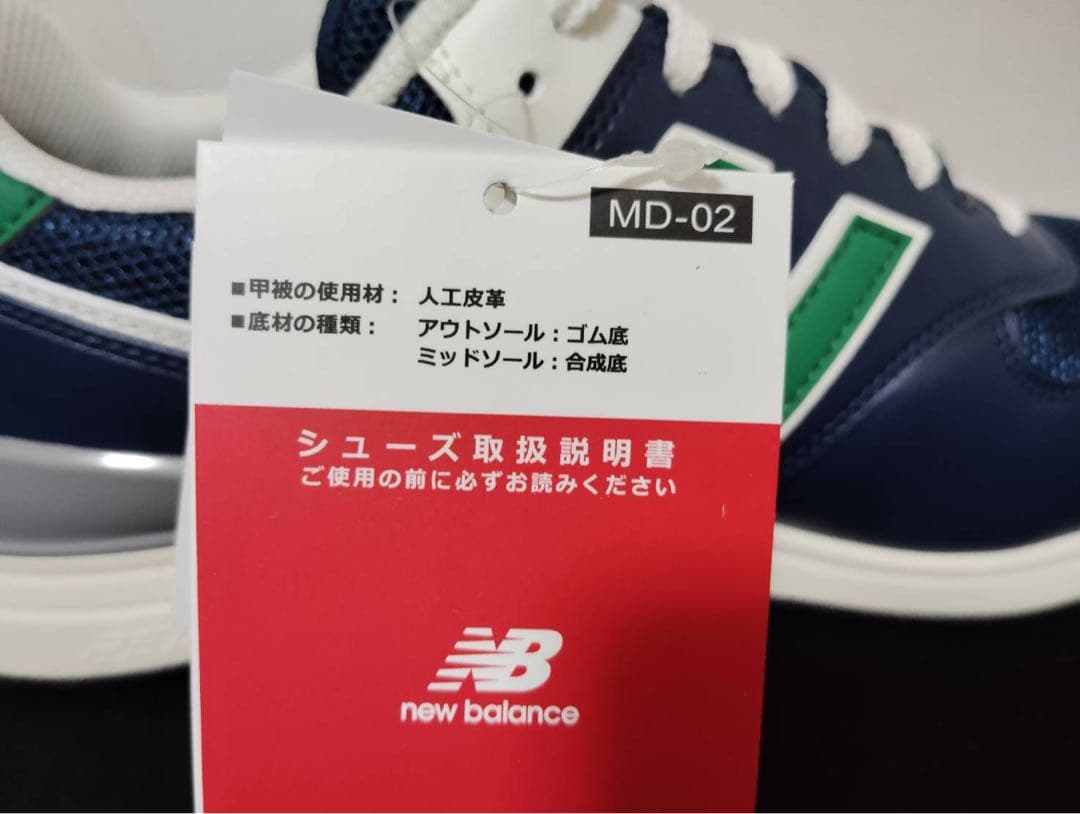 MD-02
■甲被の使用材： 人工皮革
■底材の種類： アウトソール：ゴム底
ミッドソール：合成底
シューズ取扱説明書
ご使用の前に必ずお読みください
NB
new balance